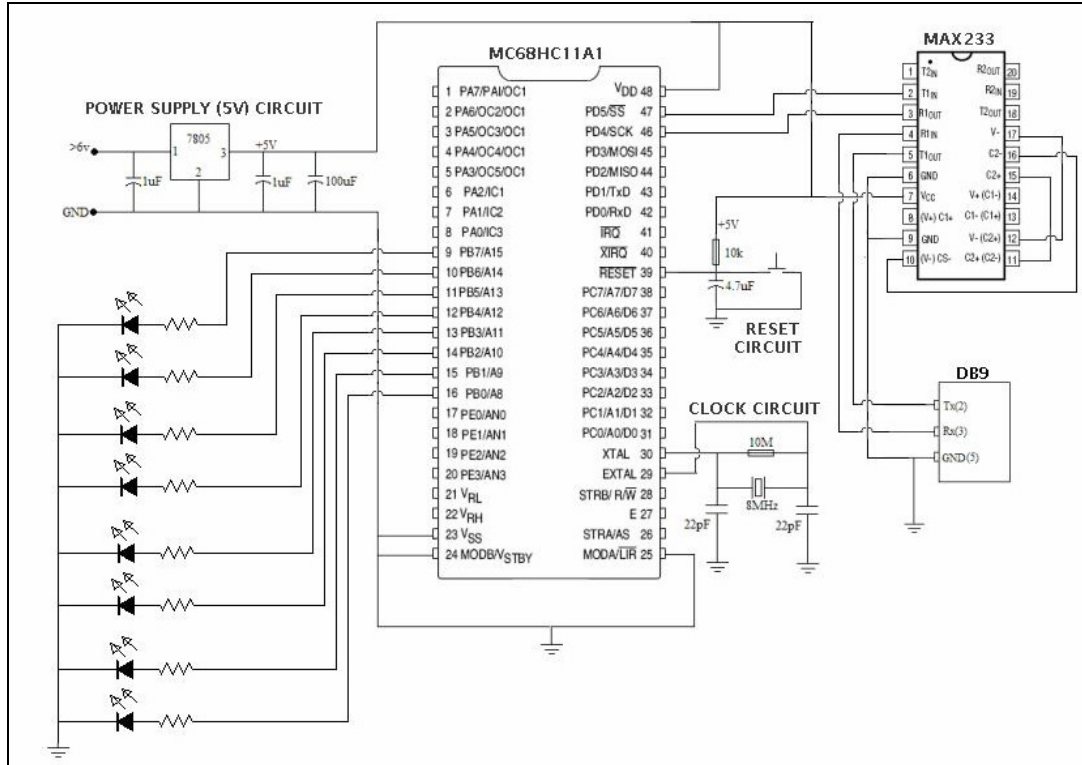 MC68HC11A1
MAX233
POWER SUPPLY (5V) CIRCUIT
7805
>6v
1
3
2
+5V
1uF
1uF
100uF
GND
1 PA7/PAI/OC1
2 PA6/OC2/OC1
3 PA5/OC3/OC1
4 PA4/OC4/OC1
5 PA3/OC5/OC1
6 PA2/IC1
7 PA1/IC2
8 PA0/IC3
9 PB7/A15
10 PB6/A14
11 PB5/A13
12 PB4/A12
13 PB3/A11
14 PB2/A10
15 PB1/A9
16 PB0/A8
17 PE0/AN0
18 PE1/AN1
19 PE2/AN2
20 PE3/AN3
21 VRL
22 VRH
23 VSS
24 MODB/VSTBY
VDD 48
PD5/SS 47
PD4/SCK 46
PD3/MOSI 45
PD2/MISO 44
PD1/TxD 43
PD0/RxD 42
IRQ 41
XIRQ 40
RESET 39
PC7/A7/D7 38
PC6/A6/D6 37
PC5/A5/D5 36
PC4/A4/D4 35
PC3/A3/D3 34
PC2/A2/D2 33
PC1/A1/D1 32
PC0/A0/D0 31
XTAL 30
EXTAL 29
STRB/ R/W 28
E 27
STRA/AS 26
MODA/LIR 25
+5V
10k
4.7uF
RESET
CIRCUIT
CLOCK CIRCUIT
10M
8MHz
22pF
22pF
1 T2IN
2 T1IN
3 R1OUT
4 R1IN
5 T1OUT
6 GND
7 VCC
8 (V+) C1+
9 GND
10 (V-) CS-
R2OUT 20
R2IN 19
T2OUT 18
V- 17
C2- 16
C2+ 15
V+ (C1-) 14
C1- (C1+) 13
V- (C2+) 12
C2+ (C2-) 11
DB9
Tx(2)
Rx(3)
GND(5)